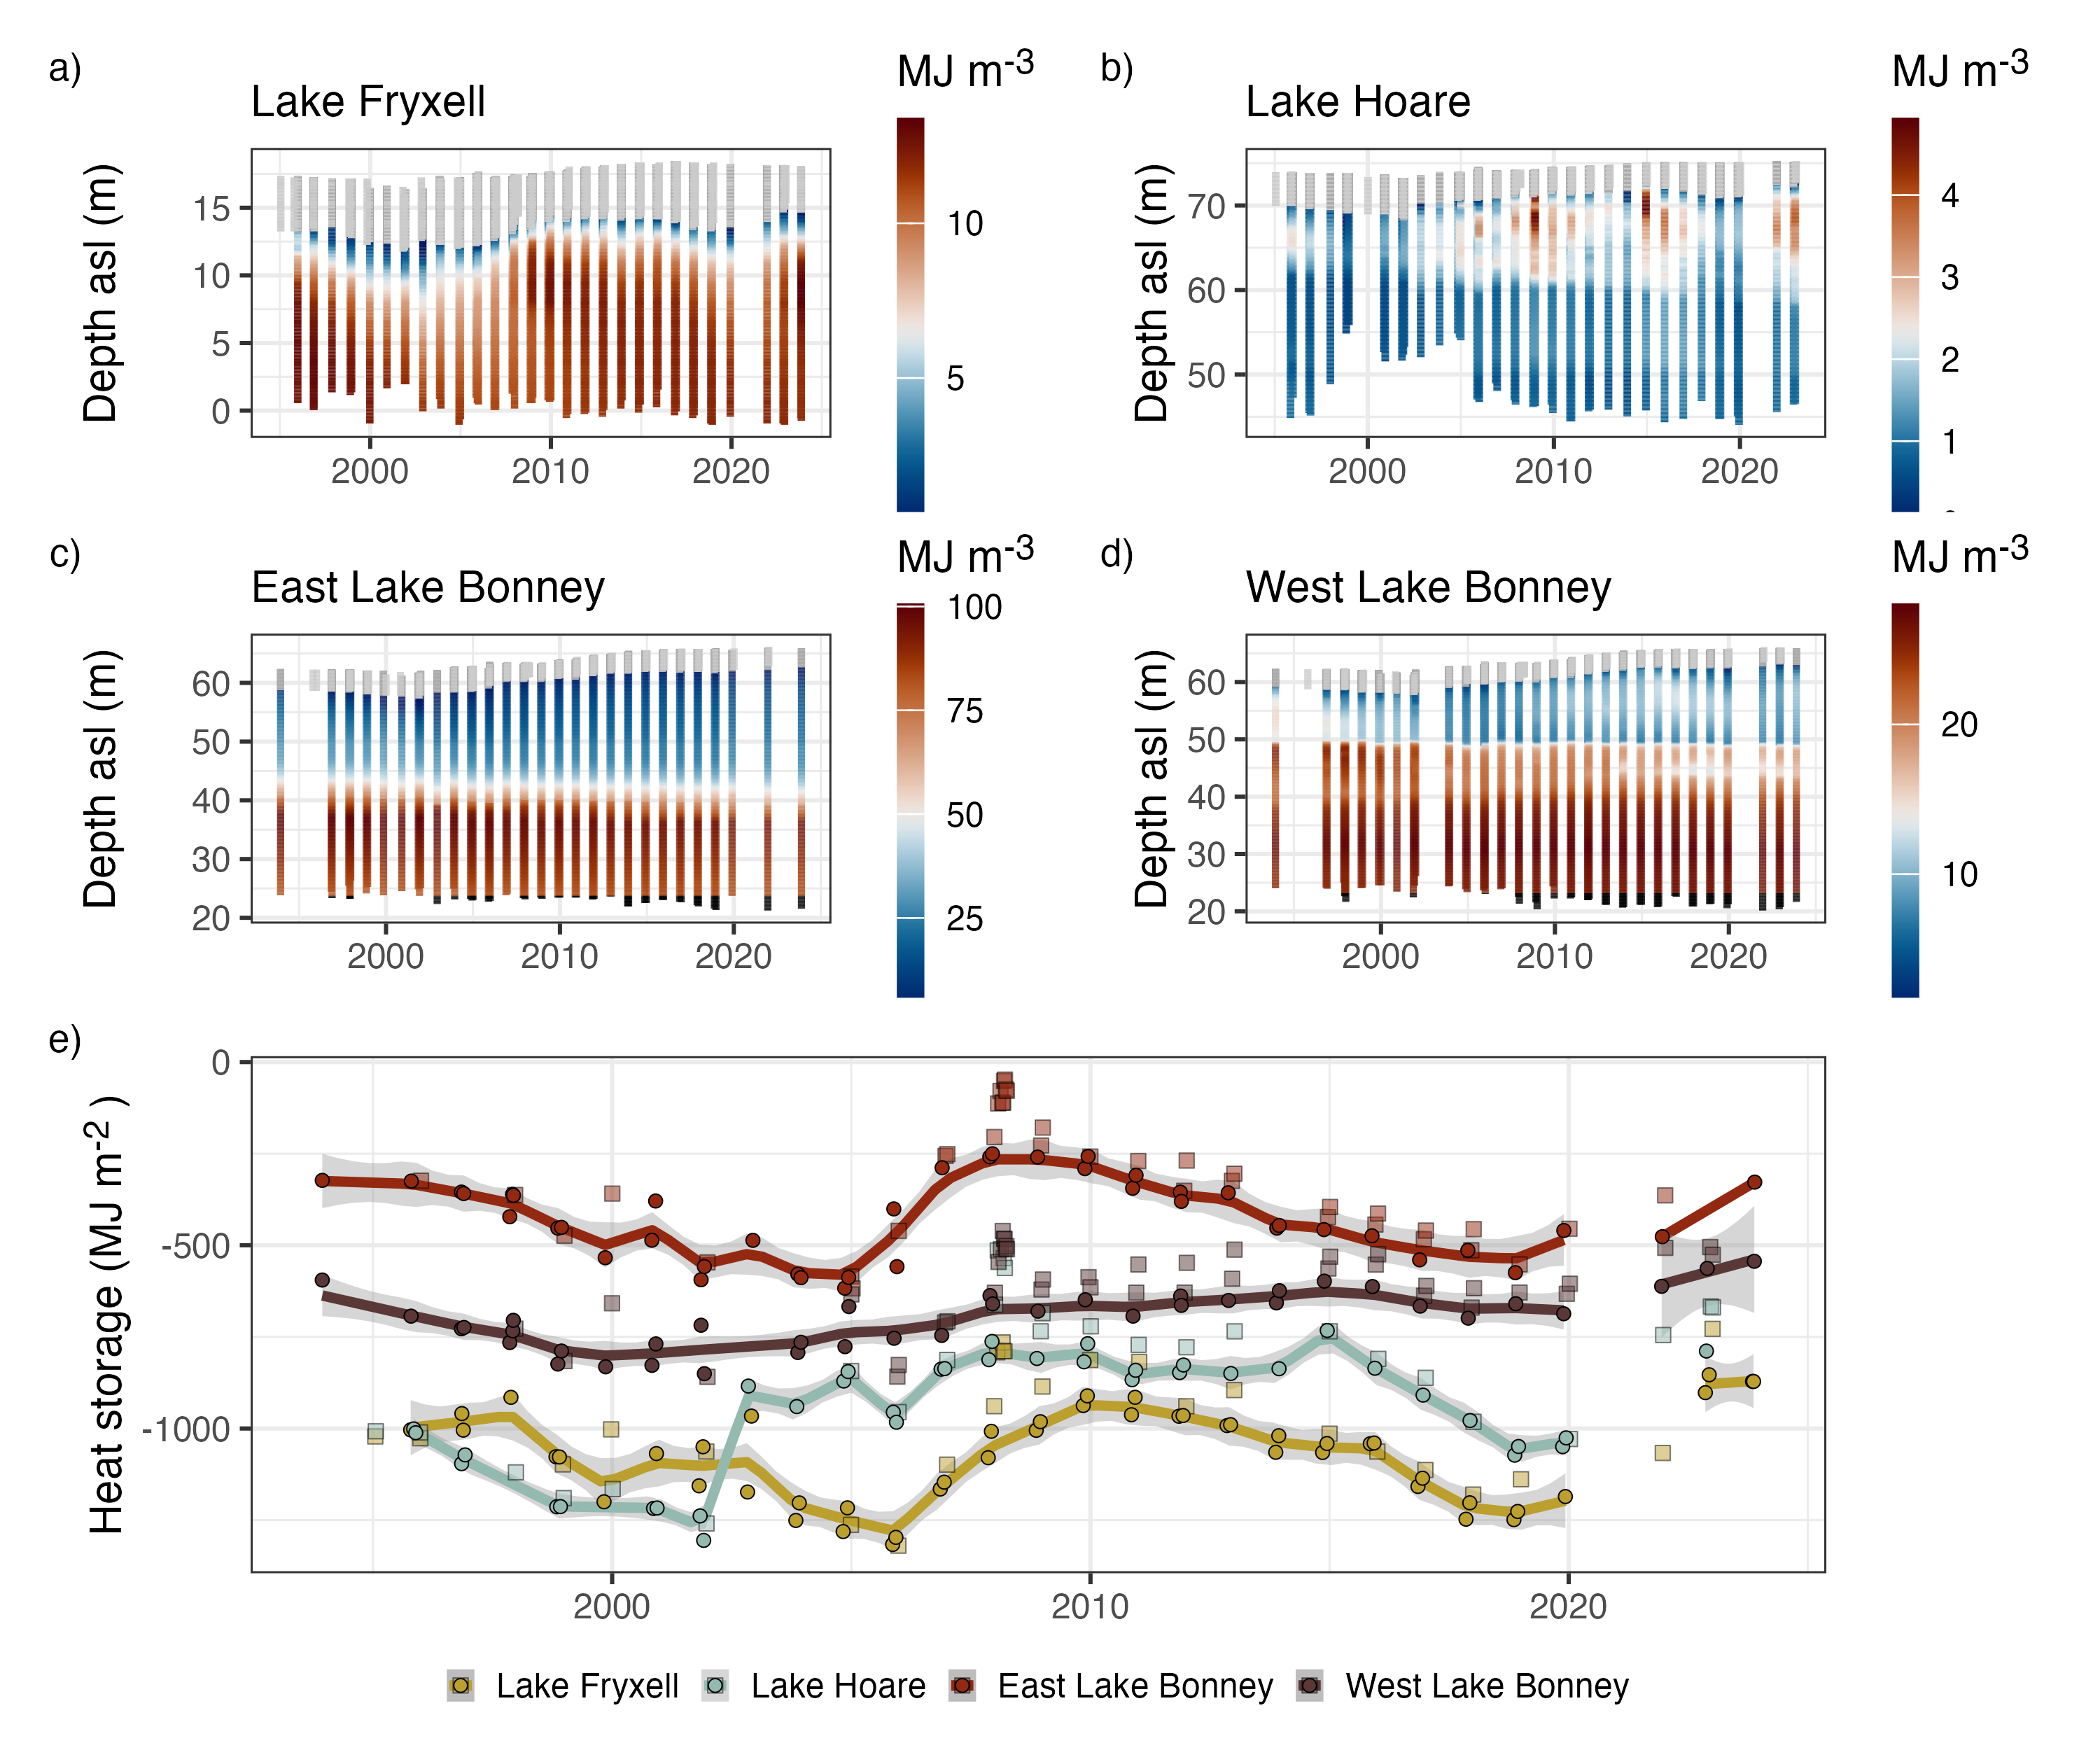 a)
Lake Fryxell
MJ m-3
Depth asl (m)
15
10
5
0
2000 2010 2020
10
5
b)
Lake Hoare
MJ m-3
Depth asl (m)
70
60
50
2000 2010 2020
4
3
2
1
c)
East Lake Bonney
MJ m-3
Depth asl (m)
60
50
40
30
20
2000 2010 2020
100
75
50
25
d)
West Lake Bonney
MJ m-3
Depth asl (m)
60
50
40
30
20
2000 2010 2020
20
10
e)
Heat storage (MJ m-2 )
0
-500
-1000
2000 2010 2020
Lake Fryxell Lake Hoare East Lake Bonney West Lake Bonney